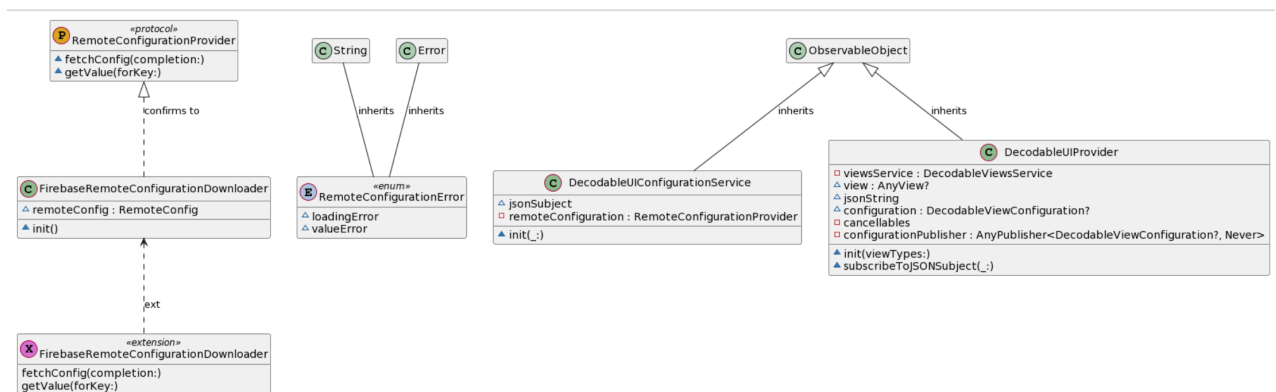 «protocol»
P RemoteConfigurationProvider
fetchConfig(completion:)
getValue(forKey:)
C String
C Error
C ObservableObject
confirms to
inherits
inherits
inherits
inherits
C FirebaseRemoteConfigurationDownloader
remoteConfig : RemoteConfig
init()
«enum»
E RemoteConfigurationError
loadingError
valueError
C DecodableUIConfigurationService
jsonSubject
remoteConfiguration : RemoteConfigurationProvider
init(_:)
C DecodableUIProvider
viewsService : DecodableViewsService
view : AnyView?
jsonString
configuration : DecodableViewConfiguration?
cancellables
configurationPublisher : AnyPublisher<DecodableViewConfiguration?, Never>
init(viewTypes:)
subscribeToJSONSubject(_:)
ext
«extension»
X FirebaseRemoteConfigurationDownloader
fetchConfig(completion:)
getValue(forKey:)